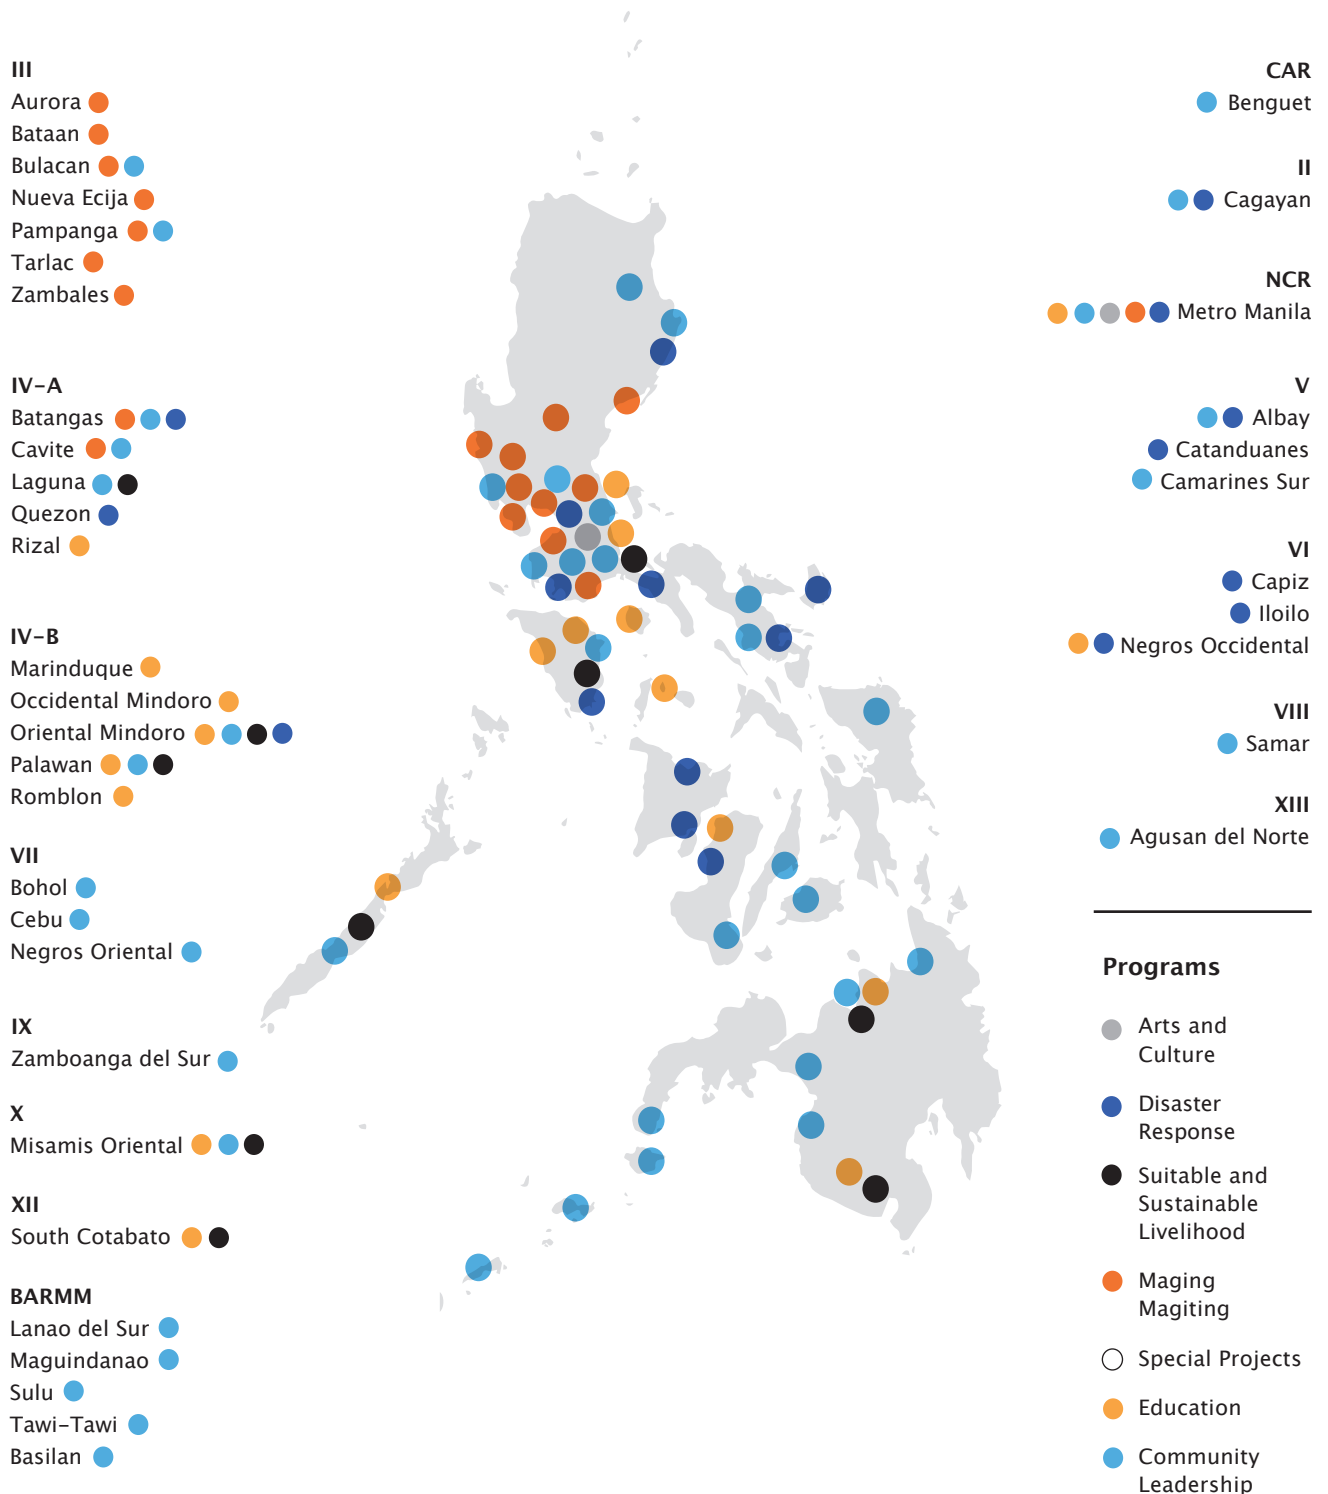 III
Aurora
Bataan
Bulacan
Nueva Ecija
Pampanga
Tarlac
Zambales
IV-A
Batangas
Cavite
Laguna
Quezon
Rizal
IV-B
Marinduque
Occidental Mindoro
Oriental Mindoro
Palawan
Romblon
VII
Bohol
Cebu
Negros Oriental
IX
Zamboanga del Sur
X
Misamis Oriental
XII
South Cotabato
BARMM
Lanao del Sur
Maguindanao
Sulu
Tawi-Tawi
Basilan
CAR
Benguet
II
Cagayan
NCR
Metro Manila
V
Albay
Catanduanes
Camarines Sur
VI
Capiz
Iloilo
Negros Occidental
VIII
Samar
XIII
Agusan del Norte
Programs
Arts and
Culture
Disaster
Response
Suitable and
Sustainable
Livelihood
Maging
Magiting
Special Projects
Education
Community
Leadership